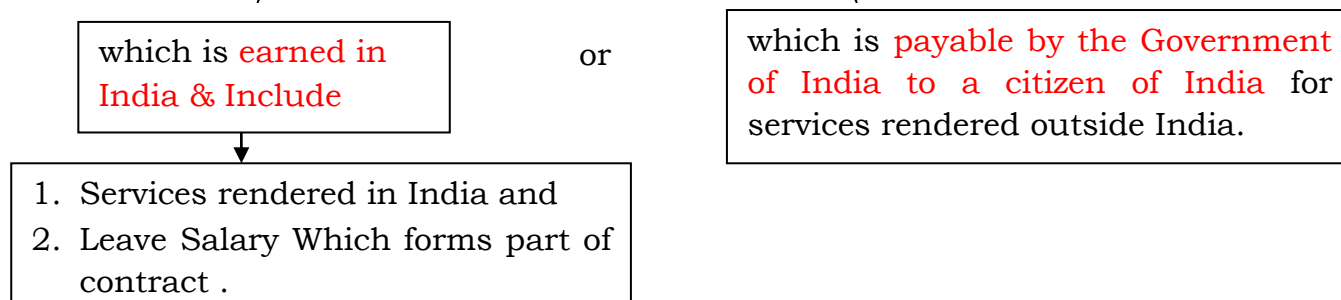 which is earned in
India & Include
or
which is payable by the Government
of India to a citizen of India for
services rendered outside India.
1. Services rendered in India and
2. Leave Salary Which forms part of
contract .